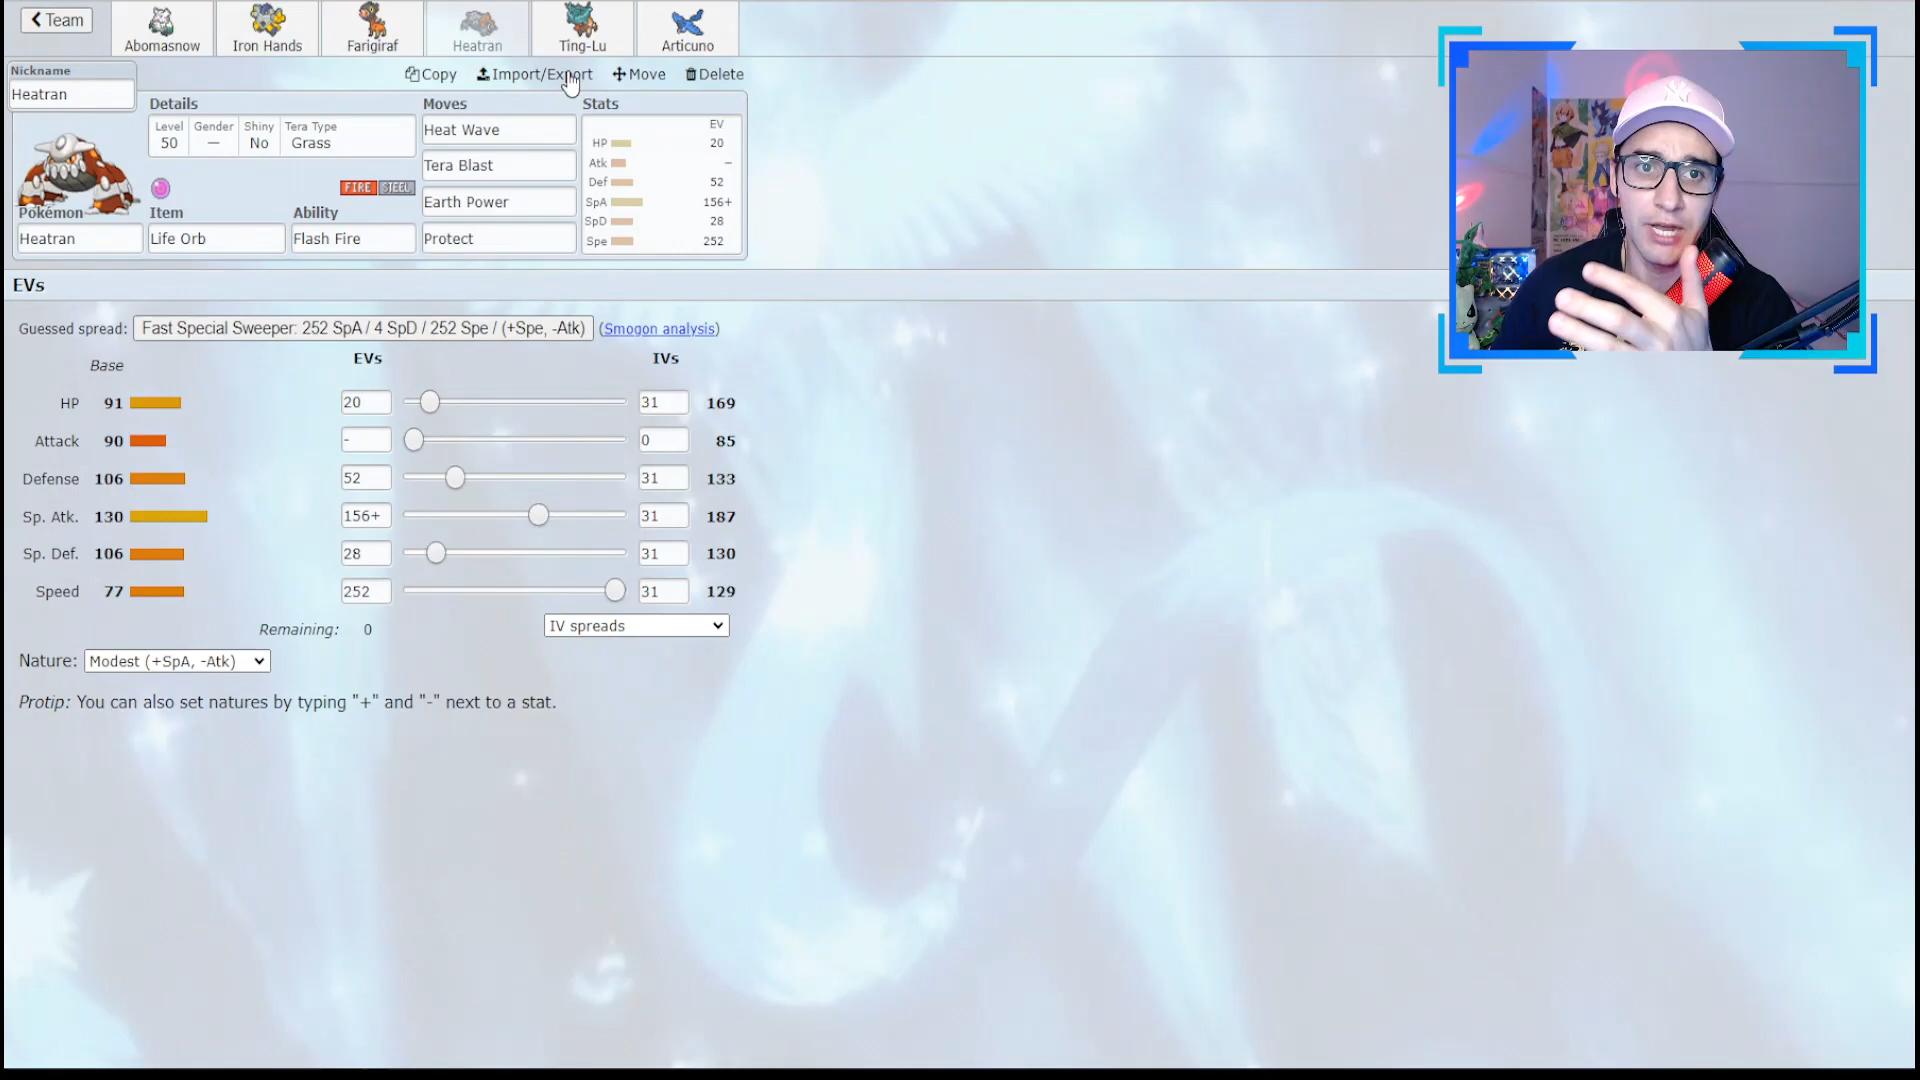 Team
Abomasnow
Iron Hands
Farigiraf
Heatran
Ting-Lu
Articuno
Nickname
Heatran
Copy
Import/Export
Move
Delete
Details
Moves
Stats
Level
50
Gender
—
Shiny
No
Tera Type
Grass
FIRE
STEEL
Pokémon
Heatran
Item
Life Orb
Ability
Flash Fire
Heat Wave
Tera Blast
Earth Power
Protect
EV
HP 20
Atk –
Def 52
SpA 156+
SpD 28
Spe 252
EVs
Guessed spread: Fast Special Sweeper: 252 SpA / 4 SpD / 252 Spe / (+Spe, -Atk) (Smogon analysis)
Base EVs IVs
HP 91 20 31 169
Attack 90 - 0 85
Defense 106 52 31 133
Sp. Atk. 130 156+ 31 187
Sp. Def. 106 28 31 130
Speed 77 252 31 129
Remaining: 0
IV spreads
Nature: Modest (+SpA, -Atk)
Protip: You can also set natures by typing "+" and "-" next to a stat.